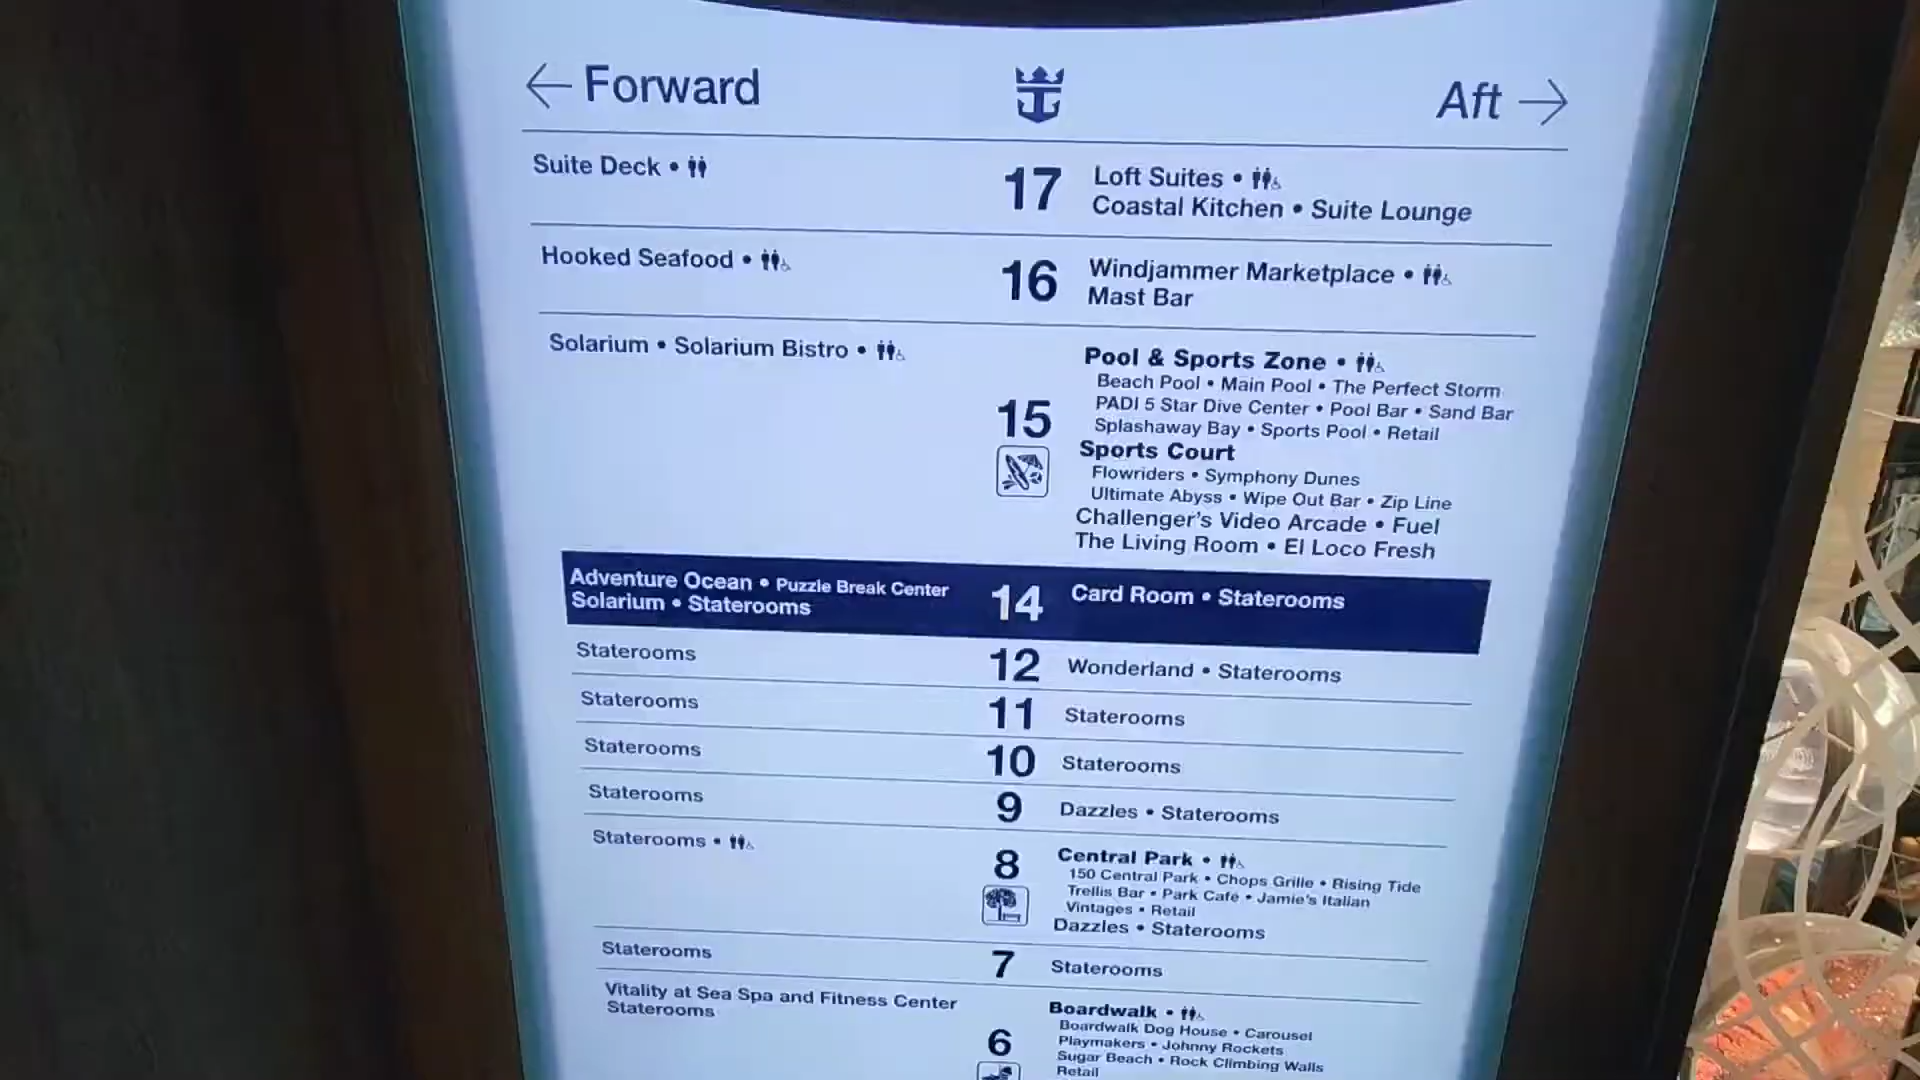 ← Forward
Aft →
Suite Deck •
17
Loft Suites •
Coastal Kitchen • Suite Lounge
Hooked Seafood •
16
Windjammer Marketplace •
Mast Bar
Solarium • Solarium Bistro •
15
Pool & Sports Zone •
Beach Pool • Main Pool • The Perfect Storm
PADI 5 Star Dive Center • Pool Bar • Sand Bar
Splashaway Bay • Sports Pool • Retail
Sports Court
Flowriders • Symphony Dunes
Ultimate Abyss • Wipe Out Bar • Zip Line
Challenger's Video Arcade • Fuel
The Living Room • El Loco Fresh
Adventure Ocean • Puzzle Break Center
Solarium • Staterooms
14
Card Room • Staterooms
Staterooms
12
Wonderland • Staterooms
Staterooms
11
Staterooms
Staterooms
10
Staterooms
Staterooms
9
Dazzles • Staterooms
Staterooms •
8
Central Park •
150 Central Park • Chops Grille • Rising Tide
Trellis Bar • Park Café • Jamie's Italian
Vintages • Retail
Dazzles • Staterooms
Staterooms
7
Staterooms
Vitality at Sea Spa and Fitness Center
Staterooms
6
Boardwalk •
Boardwalk Dog House • Carousel
Playmakers • Johnny Rockets
Sugar Beach • Rock Climbing Walls
Retail